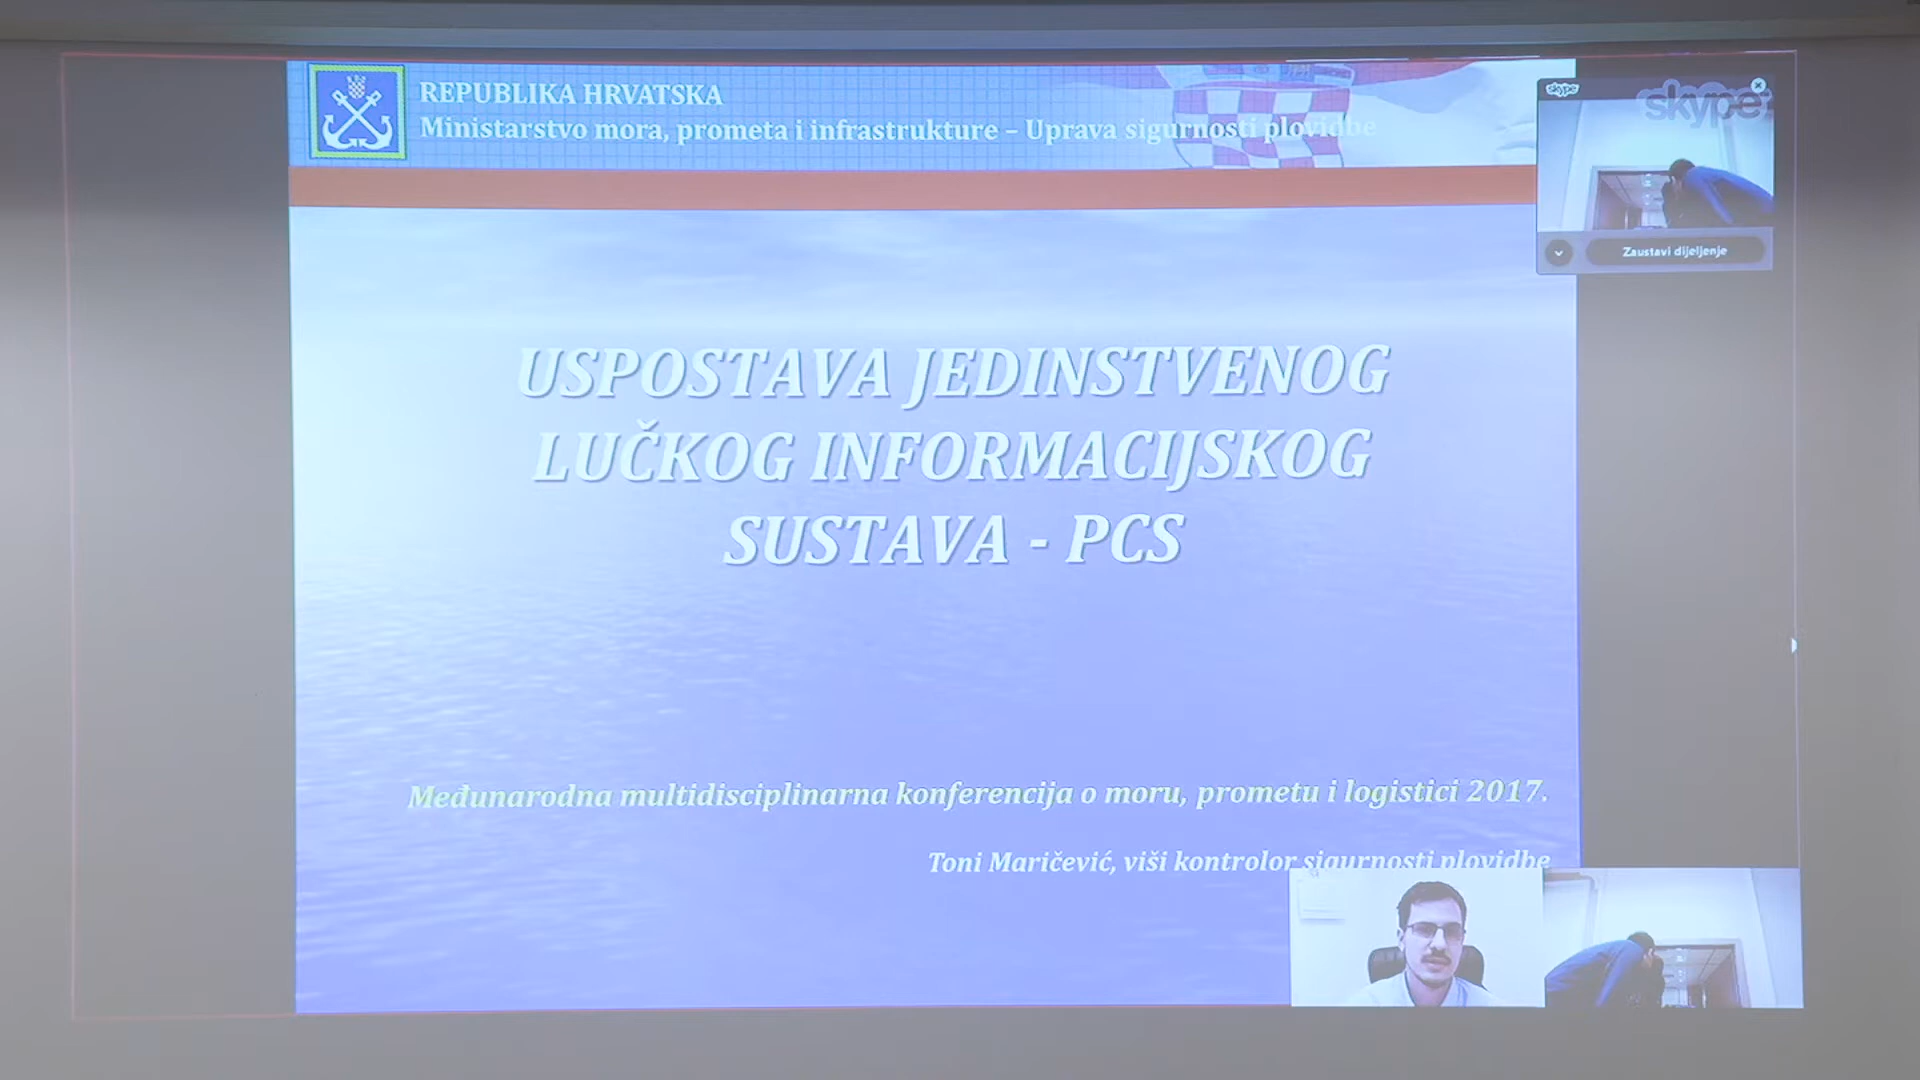 REPUBLIKA HRVATSKA
Ministarstvo mora, prometa i infrastrukture – Uprava sigurnosti plovidbe
skype
skype
Zaustavi dijeljenje
USPOSTAVA JEDINSTVENOG
LUČKOG INFORMACIJSKOG
SUSTAVA - PCS
Međunarodna multidisciplinarna konferencija o moru, prometu i logistici 2017.
Toni Maričević, viši kontrolor sigurnosti plovidbe